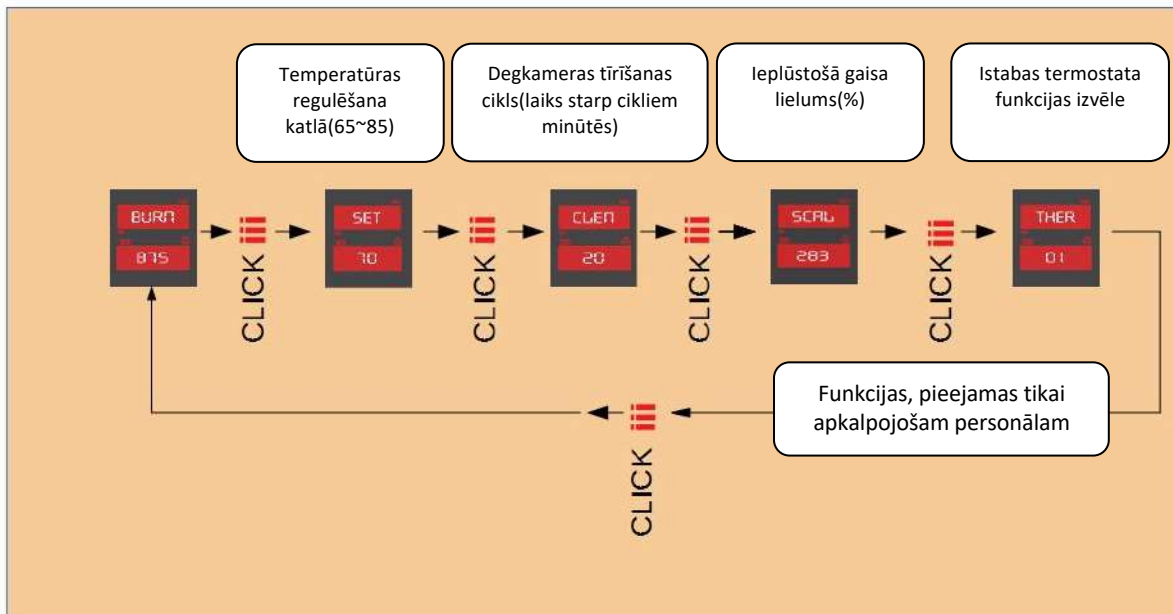 Temperatūras
regulēšana
katlā(65~85)
Degkameras tīrīšanas
cikls(laiks starp cikliem
minūtēs)
Ieplūstošā gaisa
lielums(%)
Istabas termostata
funkcijas izvēle
BURN
875
CLICK
SET
70
CLICK
CLEN
20
CLICK
SCAL
283
CLICK
THER
01
Funkcijas, pieejamas tikai
apkalpojošam personālam
CLICK